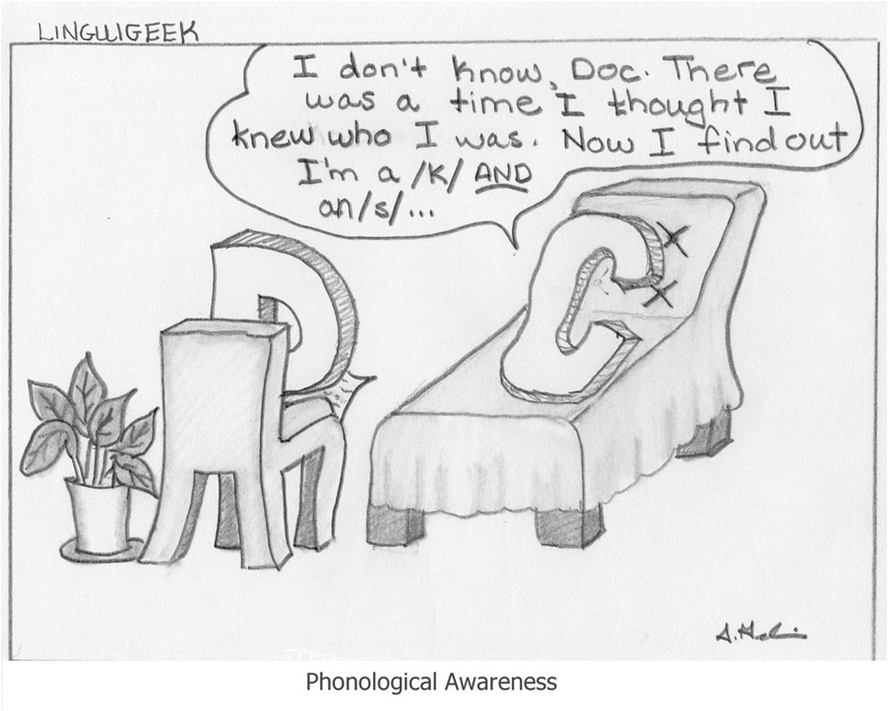 LINGUIGEEK
I don't know, Doc. There
was a time I thought I
knew who I was. Now I find out
I'm a /k/ AND
an /s/...
Phonological Awareness